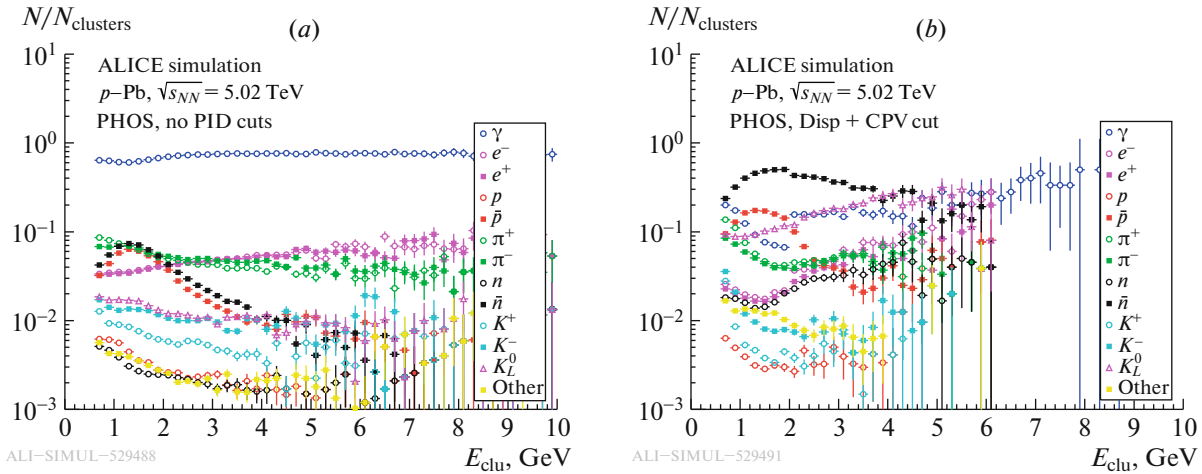 N/N_clusters
(a)
10^1
10^0
10^−1
10^−2
10^−3
ALICE simulation
p–Pb, √s_NN = 5.02 TeV
PHOS, no PID cuts
γ
e^−
e^+
p
p̄
π^+
π^−
n
n̄
K^+
K^−
K^0_L
Other
0 1 2 3 4 5 6 7 8 9 10
E_clu, GeV
ALI−SIMUL−529488
N/N_clusters
(b)
10^1
10^0
10^−1
10^−2
10^−3
ALICE simulation
p–Pb, √s_NN = 5.02 TeV
PHOS, Disp + CPV cut
γ
e^−
e^+
p
p̄
π^+
π^−
n
n̄
K^+
K^−
K^0_L
Other
0 1 2 3 4 5 6 7 8 9 10
E_clu, GeV
ALI−SIMUL−529491